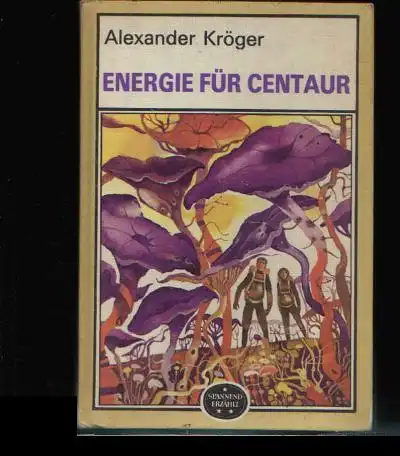 Alexander Kröger
ENERGIE FÜR CENTAUR
SPANNEND
ERZÄHLT